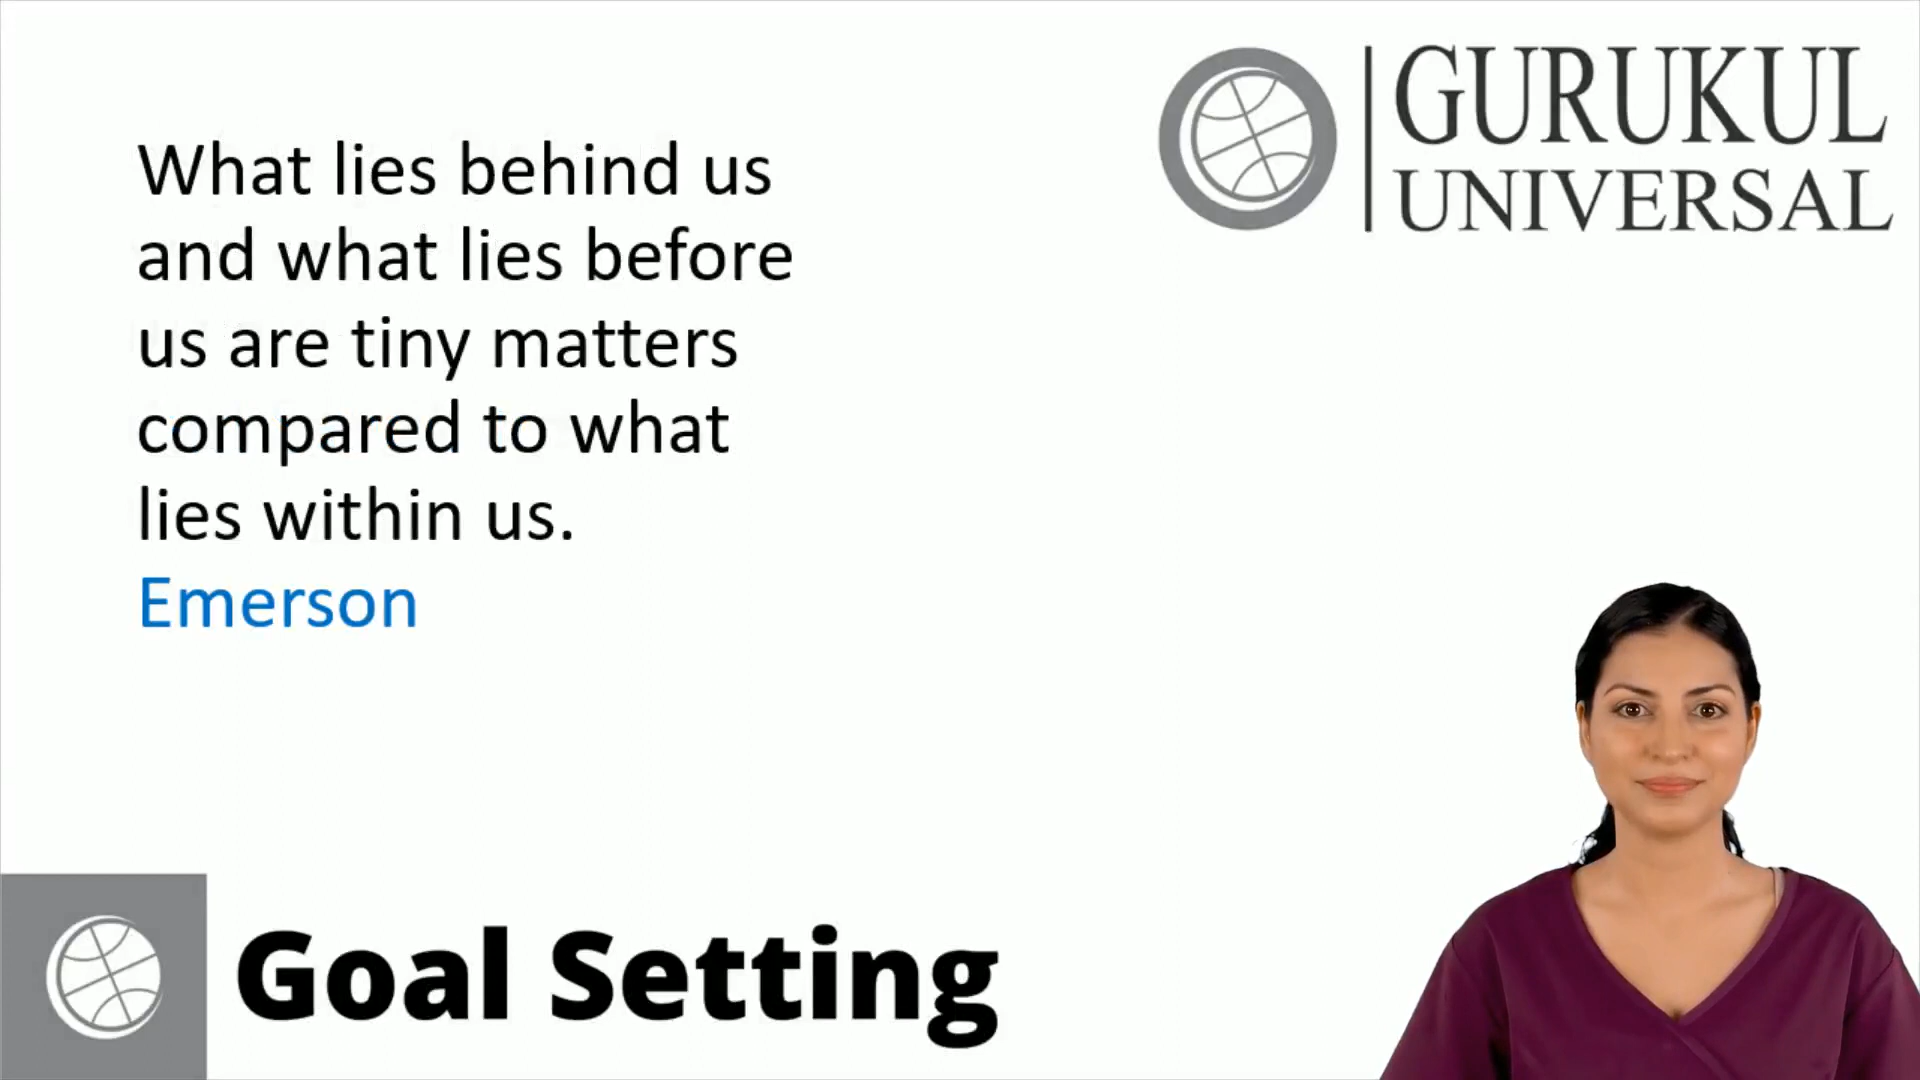 What lies behind us
and what lies before
us are tiny matters
compared to what
lies within us.
Emerson
GURUKUL
UNIVERSAL
Goal Setting